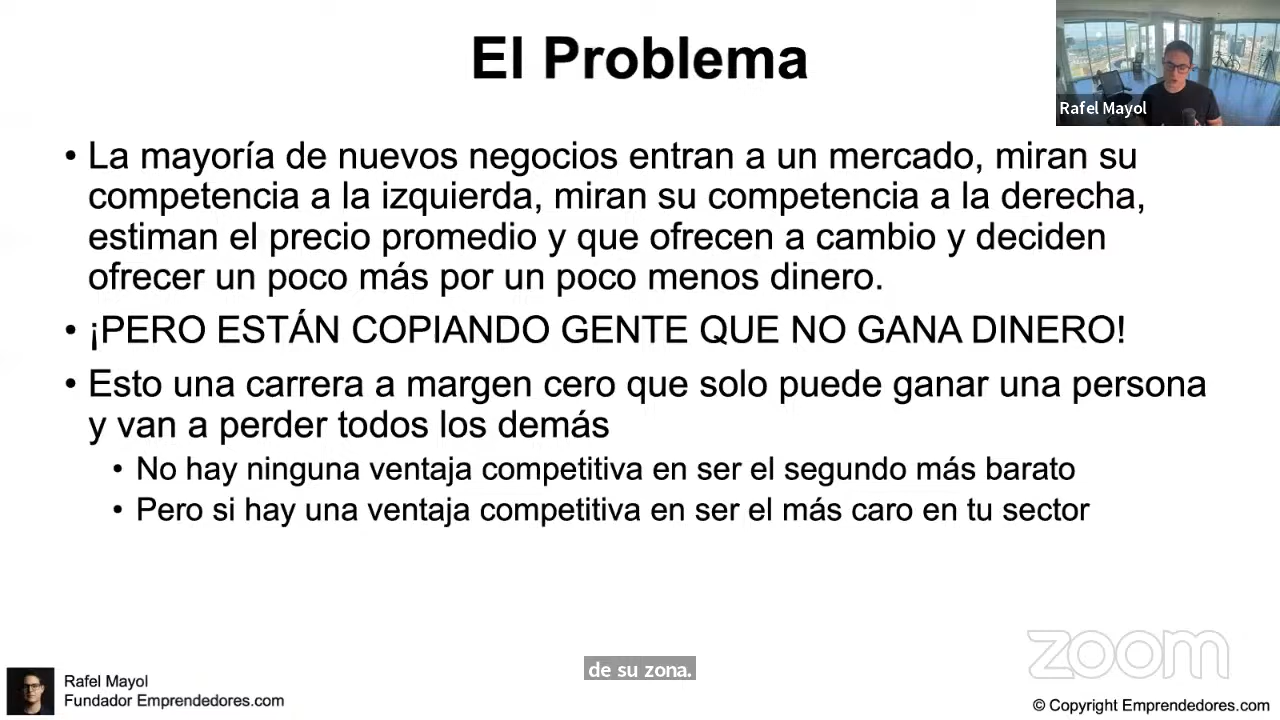 El Problema
Rafel Mayol
• La mayoría de nuevos negocios entran a un mercado, miran su
competencia a la izquierda, miran su competencia a la derecha,
estiman el precio promedio y que ofrecen a cambio y deciden
ofrecer un poco más por un poco menos dinero.
• ¡PERO ESTÁN COPIANDO GENTE QUE NO GANA DINERO!
• Esto una carrera a margen cero que solo puede ganar una persona
y van a perder todos los demás
• No hay ninguna ventaja competitiva en ser el segundo más barato
• Pero si hay una ventaja competitiva en ser el más caro en tu sector
de su zona.
zoom
Rafel Mayol
Fundador Emprendedores.com
© Copyright Emprendedores.com